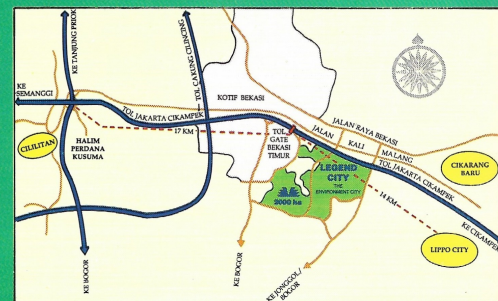 KE TANJUNG PRIOK
TOL CAKUNG CILINCING
KE
SEMANGGI
KOTIF BEKASI
TOL JAKARTA CIKAMPEK
JALAN RAYA BEKASI
17 KM
CILILITAN
HALIM
PERDANA
KUSUMA
TOL
GATE
BEKASI
TIMUR
JALAN
KALI
MALANG
TOL JAKARTA CIKAMPEK
CIKARANG
BARU
LEGEND
CITY
THE
ENVIRONMENT CITY
2000 ha
14 KM
KE CIKAMPEK
LIPPO CITY
KE BOGOR
KE BOGOR
KE JONGGOL/
BOGOR